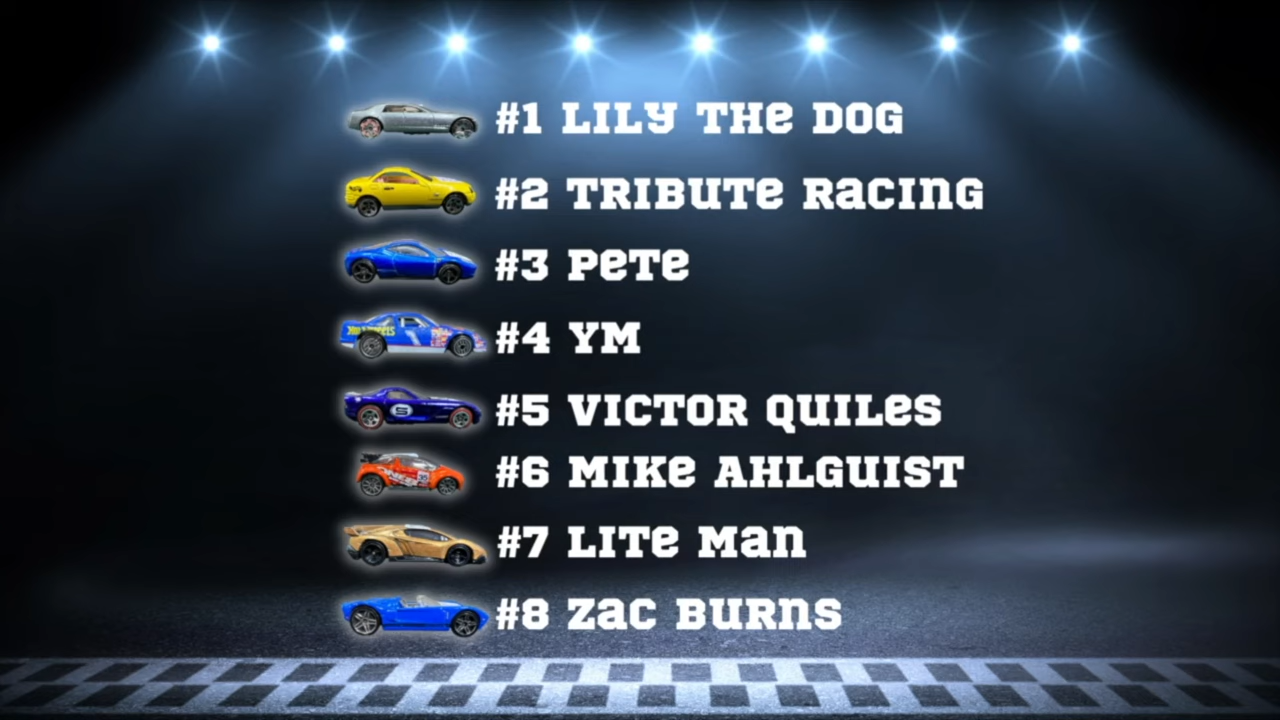 #1 LILY THE DOG
#2 TRIBUTE RACING
#3 PETE
#4 YM
#5 VICTOR QUILES
#6 MIKE AHLGUIST
#7 LITE MAN
#8 ZAC BURNS